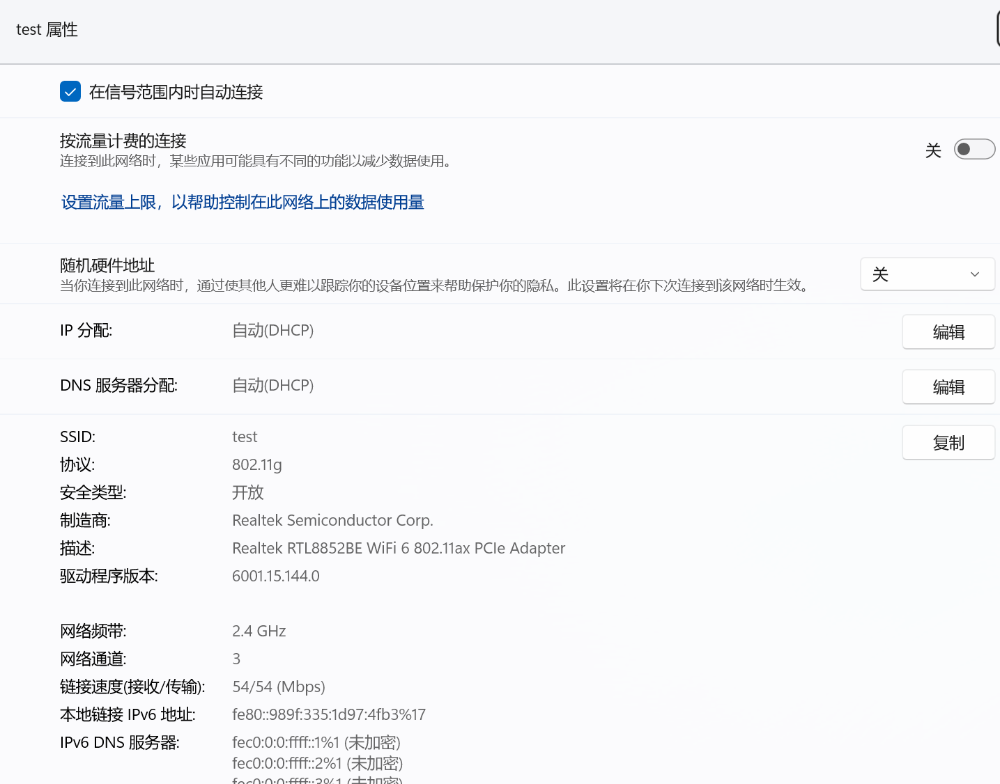 test 属性
在信号范围内时自动连接
按流量计费的连接
连接到此网络时，某些应用可能具有不同的功能以减少数据使用。
关
设置流量上限，以帮助控制在此网络上的数据使用量
随机硬件地址
当你连接到此网络时，通过使其他人更难以跟踪你的设备位置来帮助保护你的隐私。此设置将在你下次连接到该网络时生效。
关
IP 分配: 自动(DHCP) 编辑
DNS 服务器分配: 自动(DHCP) 编辑
SSID: test 复制
协议: 802.11g
安全类型: 开放
制造商: Realtek Semiconductor Corp.
描述: Realtek RTL8852BE WiFi 6 802.11ax PCIe Adapter
驱动程序版本: 6001.15.144.0
网络频带: 2.4 GHz
网络通道: 3
链接速度(接收/传输): 54/54 (Mbps)
本地链接 IPv6 地址: fe80::989f:335:1d97:4fb3%17
IPv6 DNS 服务器: fec0:0:0:ffff::1%1 (未加密)
fec0:0:0:ffff::2%1 (未加密)
fec0:0:0:ffff::3%1 (未加密)